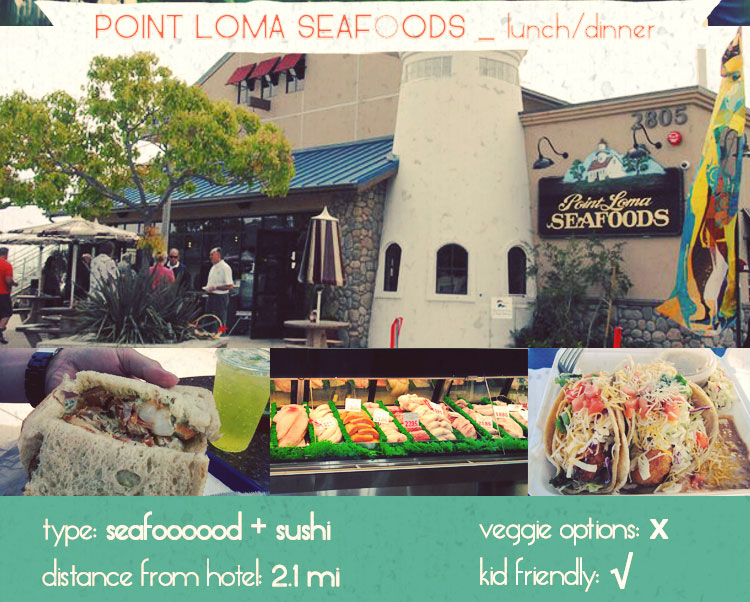 POINT LOMA SEAFOODS _ lunch/dinner
2805
Point Loma
SEAFOODS
type: seafoooood + sushi
veggie options: x
distance from hotel: 2.1 mi
kid friendly: √